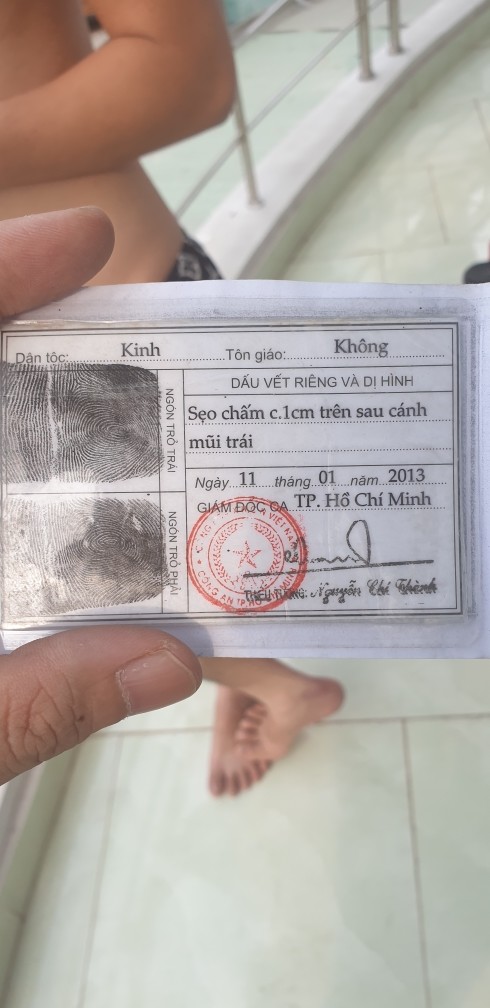 Dân tộc: Kinh Tôn giáo: Không
NGÓN TRỎ TRÁI
NGÓN TRỎ PHẢI
DẤU VẾT RIÊNG VÀ DỊ HÌNH
Sẹo chấm c.1cm trên sau cánh
mũi trái
Ngày 11 tháng 01 năm 2013
GIÁM ĐỐC CA TP. Hồ Chí Minh
THIẾU TƯỚNG: Nguyễn Chí Thành